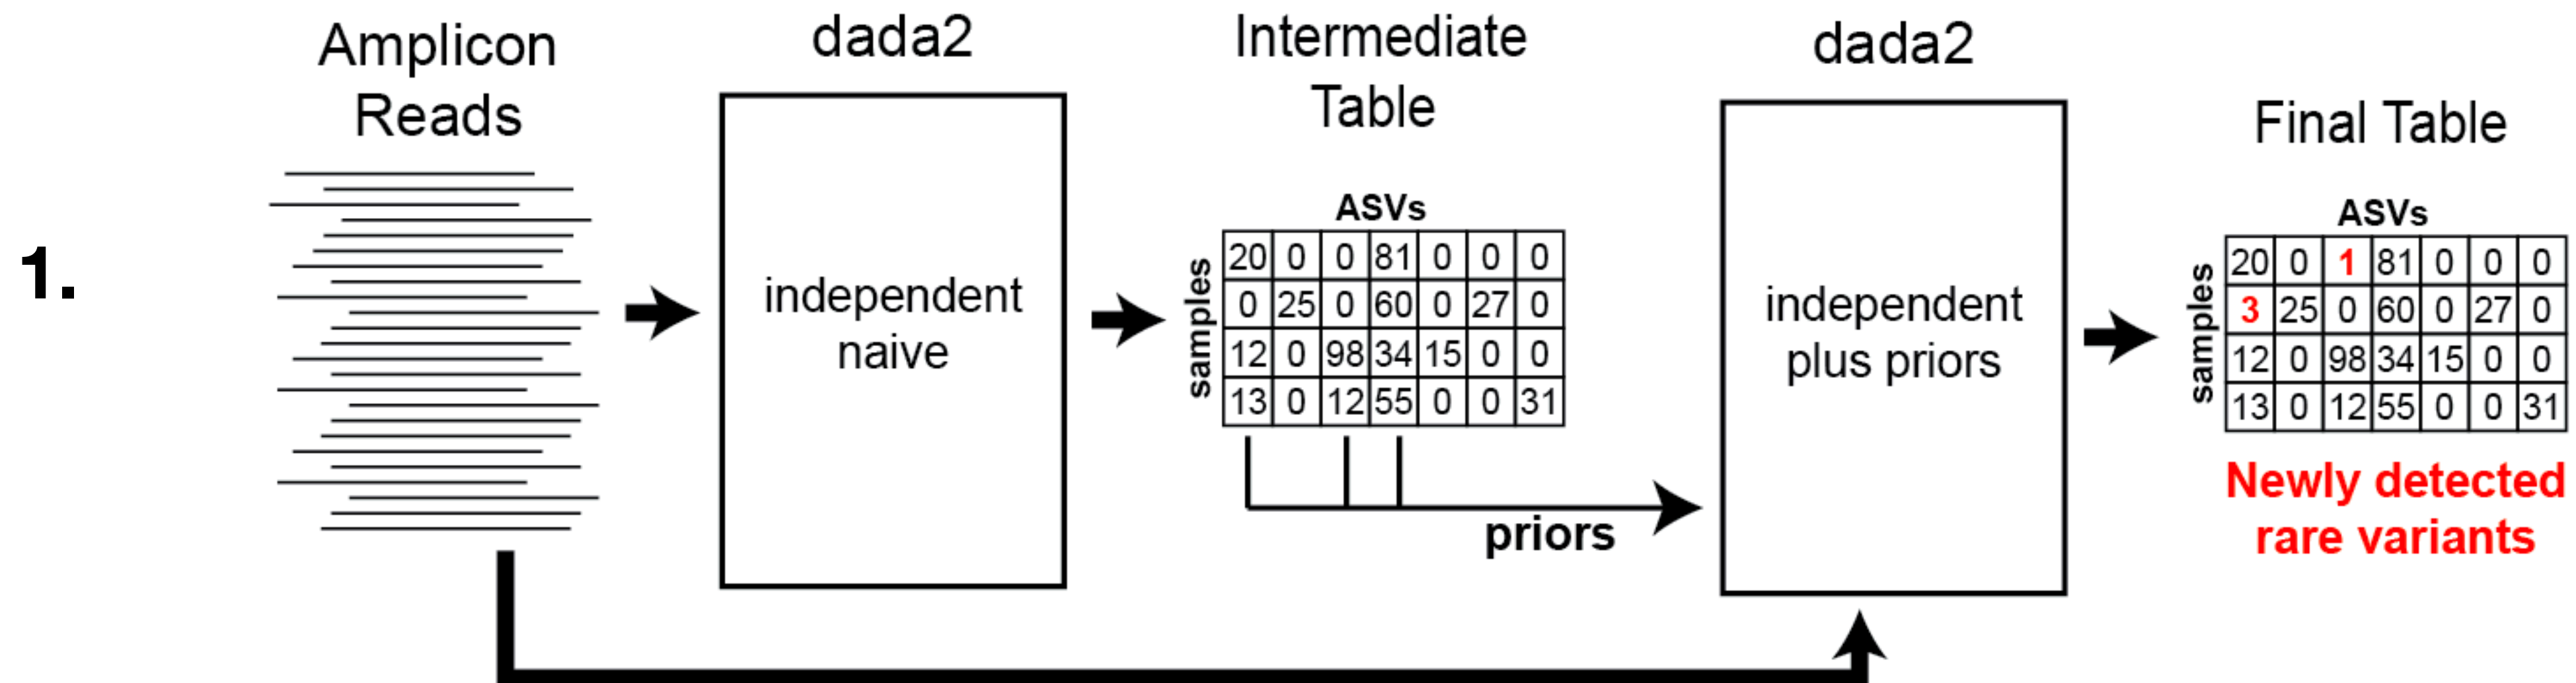 1.
Amplicon
Reads
dada2
independent
naive
Intermediate
Table
ASVs
samples
20 0 0 81 0 0 0
0 25 0 60 0 27 0
12 0 98 34 15 0 0
13 0 12 55 0 0 31
priors
dada2
independent
plus priors
Final Table
ASVs
samples
20 0 1 81 0 0 0
3 25 0 60 0 27 0
12 0 98 34 15 0 0
13 0 12 55 0 0 31
Newly detected
rare variants